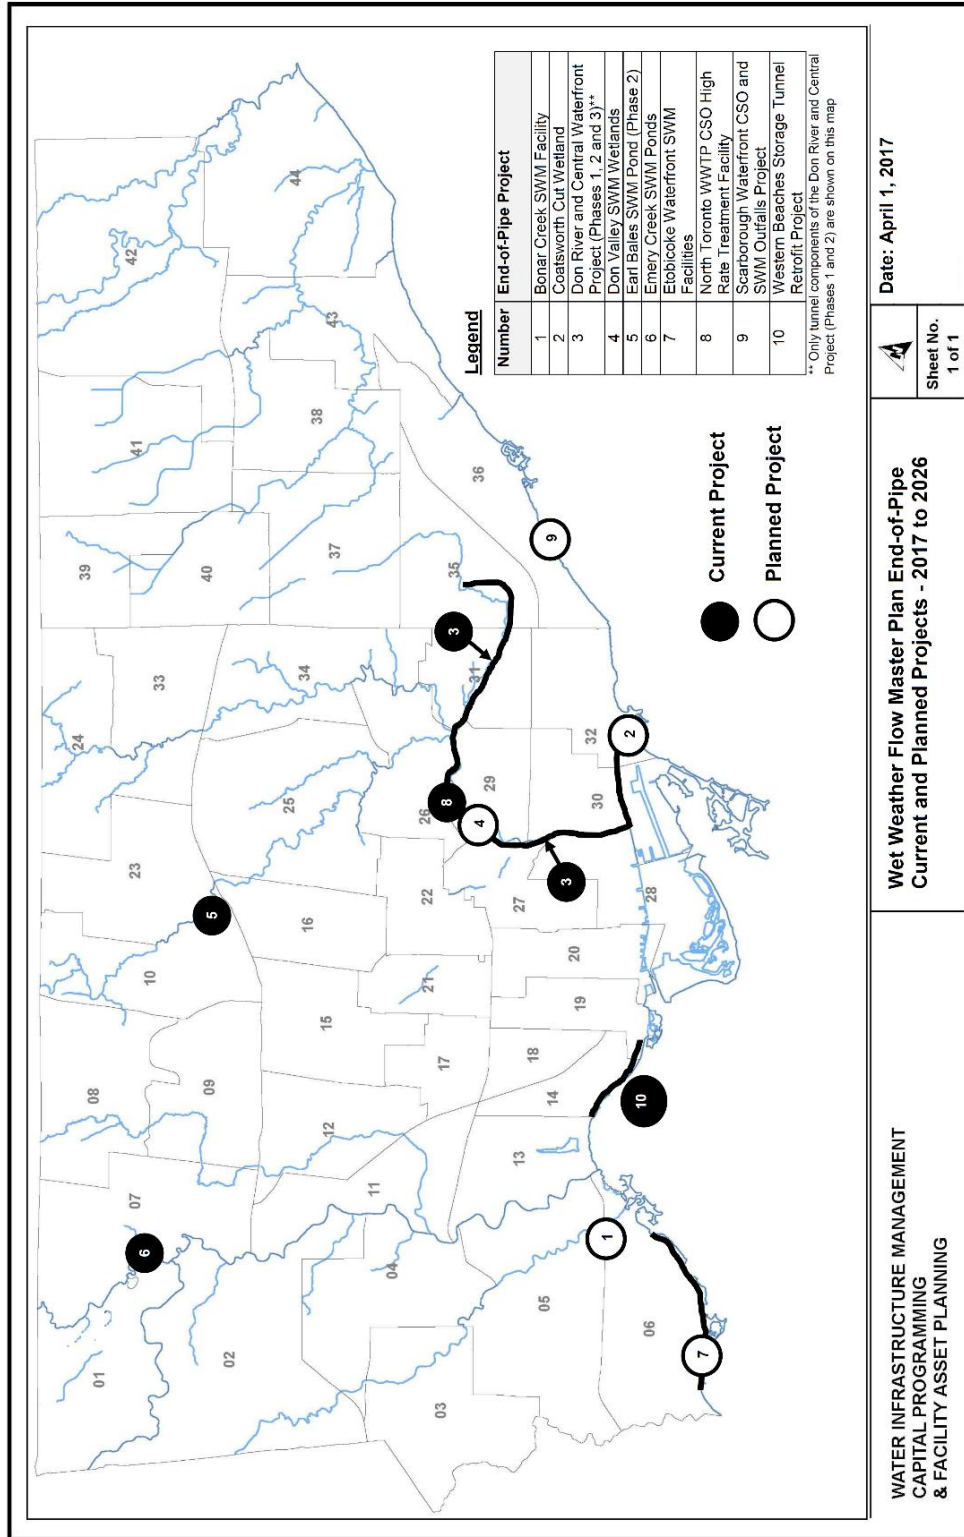 42
44
41
43
39
38
40
24
33
37
36
23
34
35
9
25
3
31
10
5
32
2
16
22
26
8
29
4
30
08
09
15
21
27
3
28
20
07
12
17
19
18
6
11
14
10
13
01
02
04
1
05
03
06
7
Current Project
Planned Project
Legend
Number End-of-Pipe Project
1 Bonar Creek SWM Facility
2 Coatsworth Cut Wetland
3 Don River and Central Waterfront
Project (Phases 1, 2 and 3)**
4 Don Valley SWM Wetlands
5 Earl Bales SWM Pond (Phase 2)
6 Emery Creek SWM Ponds
7 Etobicoke Waterfront SWM
Facilities
8 North Toronto WWTP CSO High
Rate Treatment Facility
9 Scarborough Waterfront CSO and
SWM Outfalls Project
10 Western Beaches Storage Tunnel
Retrofit Project
** Only tunnel components of the Don River and Central
Project (Phases 1 and 2) are shown on this map
WATER INFRASTRUCTURE MANAGEMENT
CAPITAL PROGRAMMING
& FACILITY ASSET PLANNING
Wet Weather Flow Master Plan End-of-Pipe
Current and Planned Projects - 2017 to 2026
N
Sheet No.
1 of 1
Date: April 1, 2017